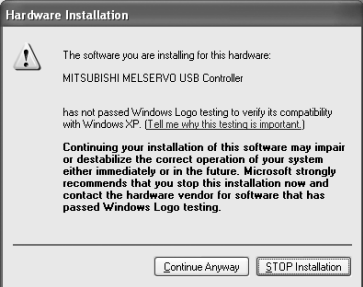 Hardware Installation
The software you are installing for this hardware:
MITSUBISHI MELSERVO USB Controller
has not passed Windows Logo testing to verify its compatibility
with Windows XP. (Tell me why this testing is important.)
Continuing your installation of this software may impair
or destabilize the correct operation of your system
either immediately or in the future. Microsoft strongly
recommends that you stop this installation now and
contact the hardware vendor for software that has
passed Windows Logo testing.
Continue Anyway
STOP Installation